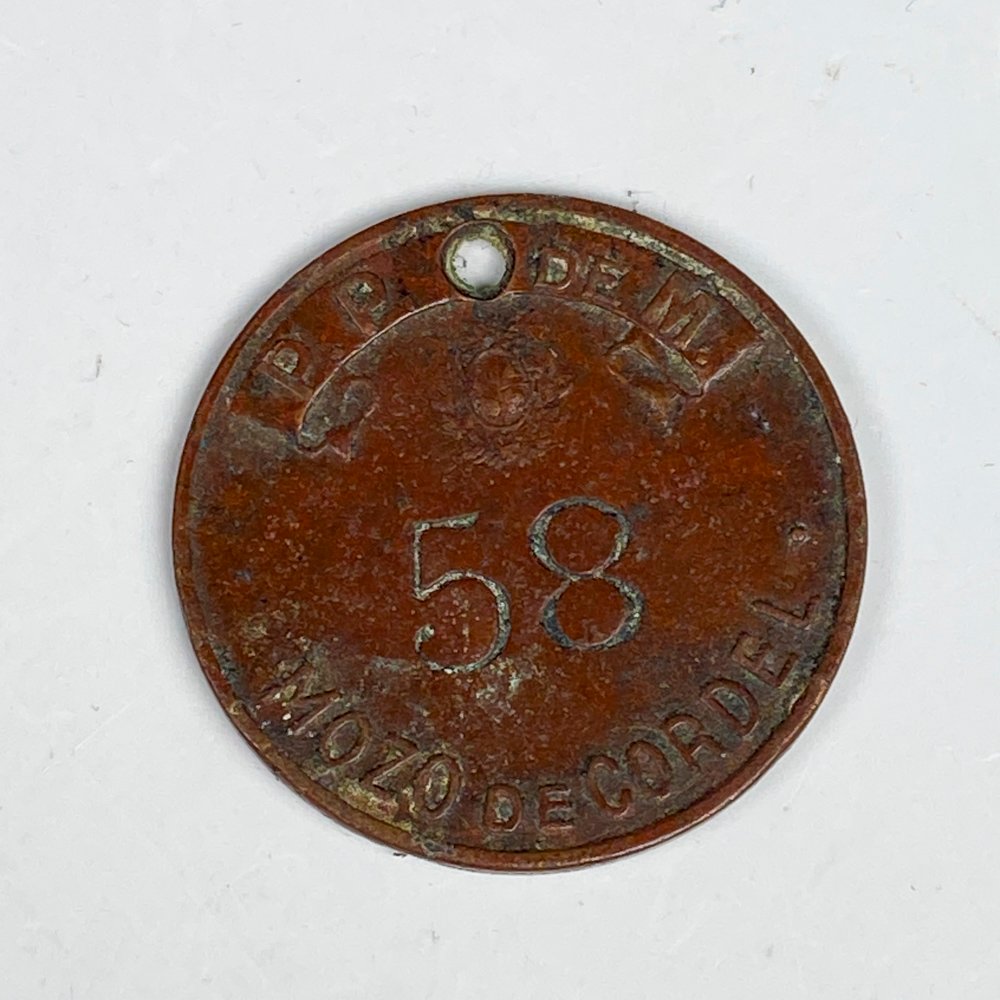 P. P. DE M.
58
MOZO DE CORDEL.